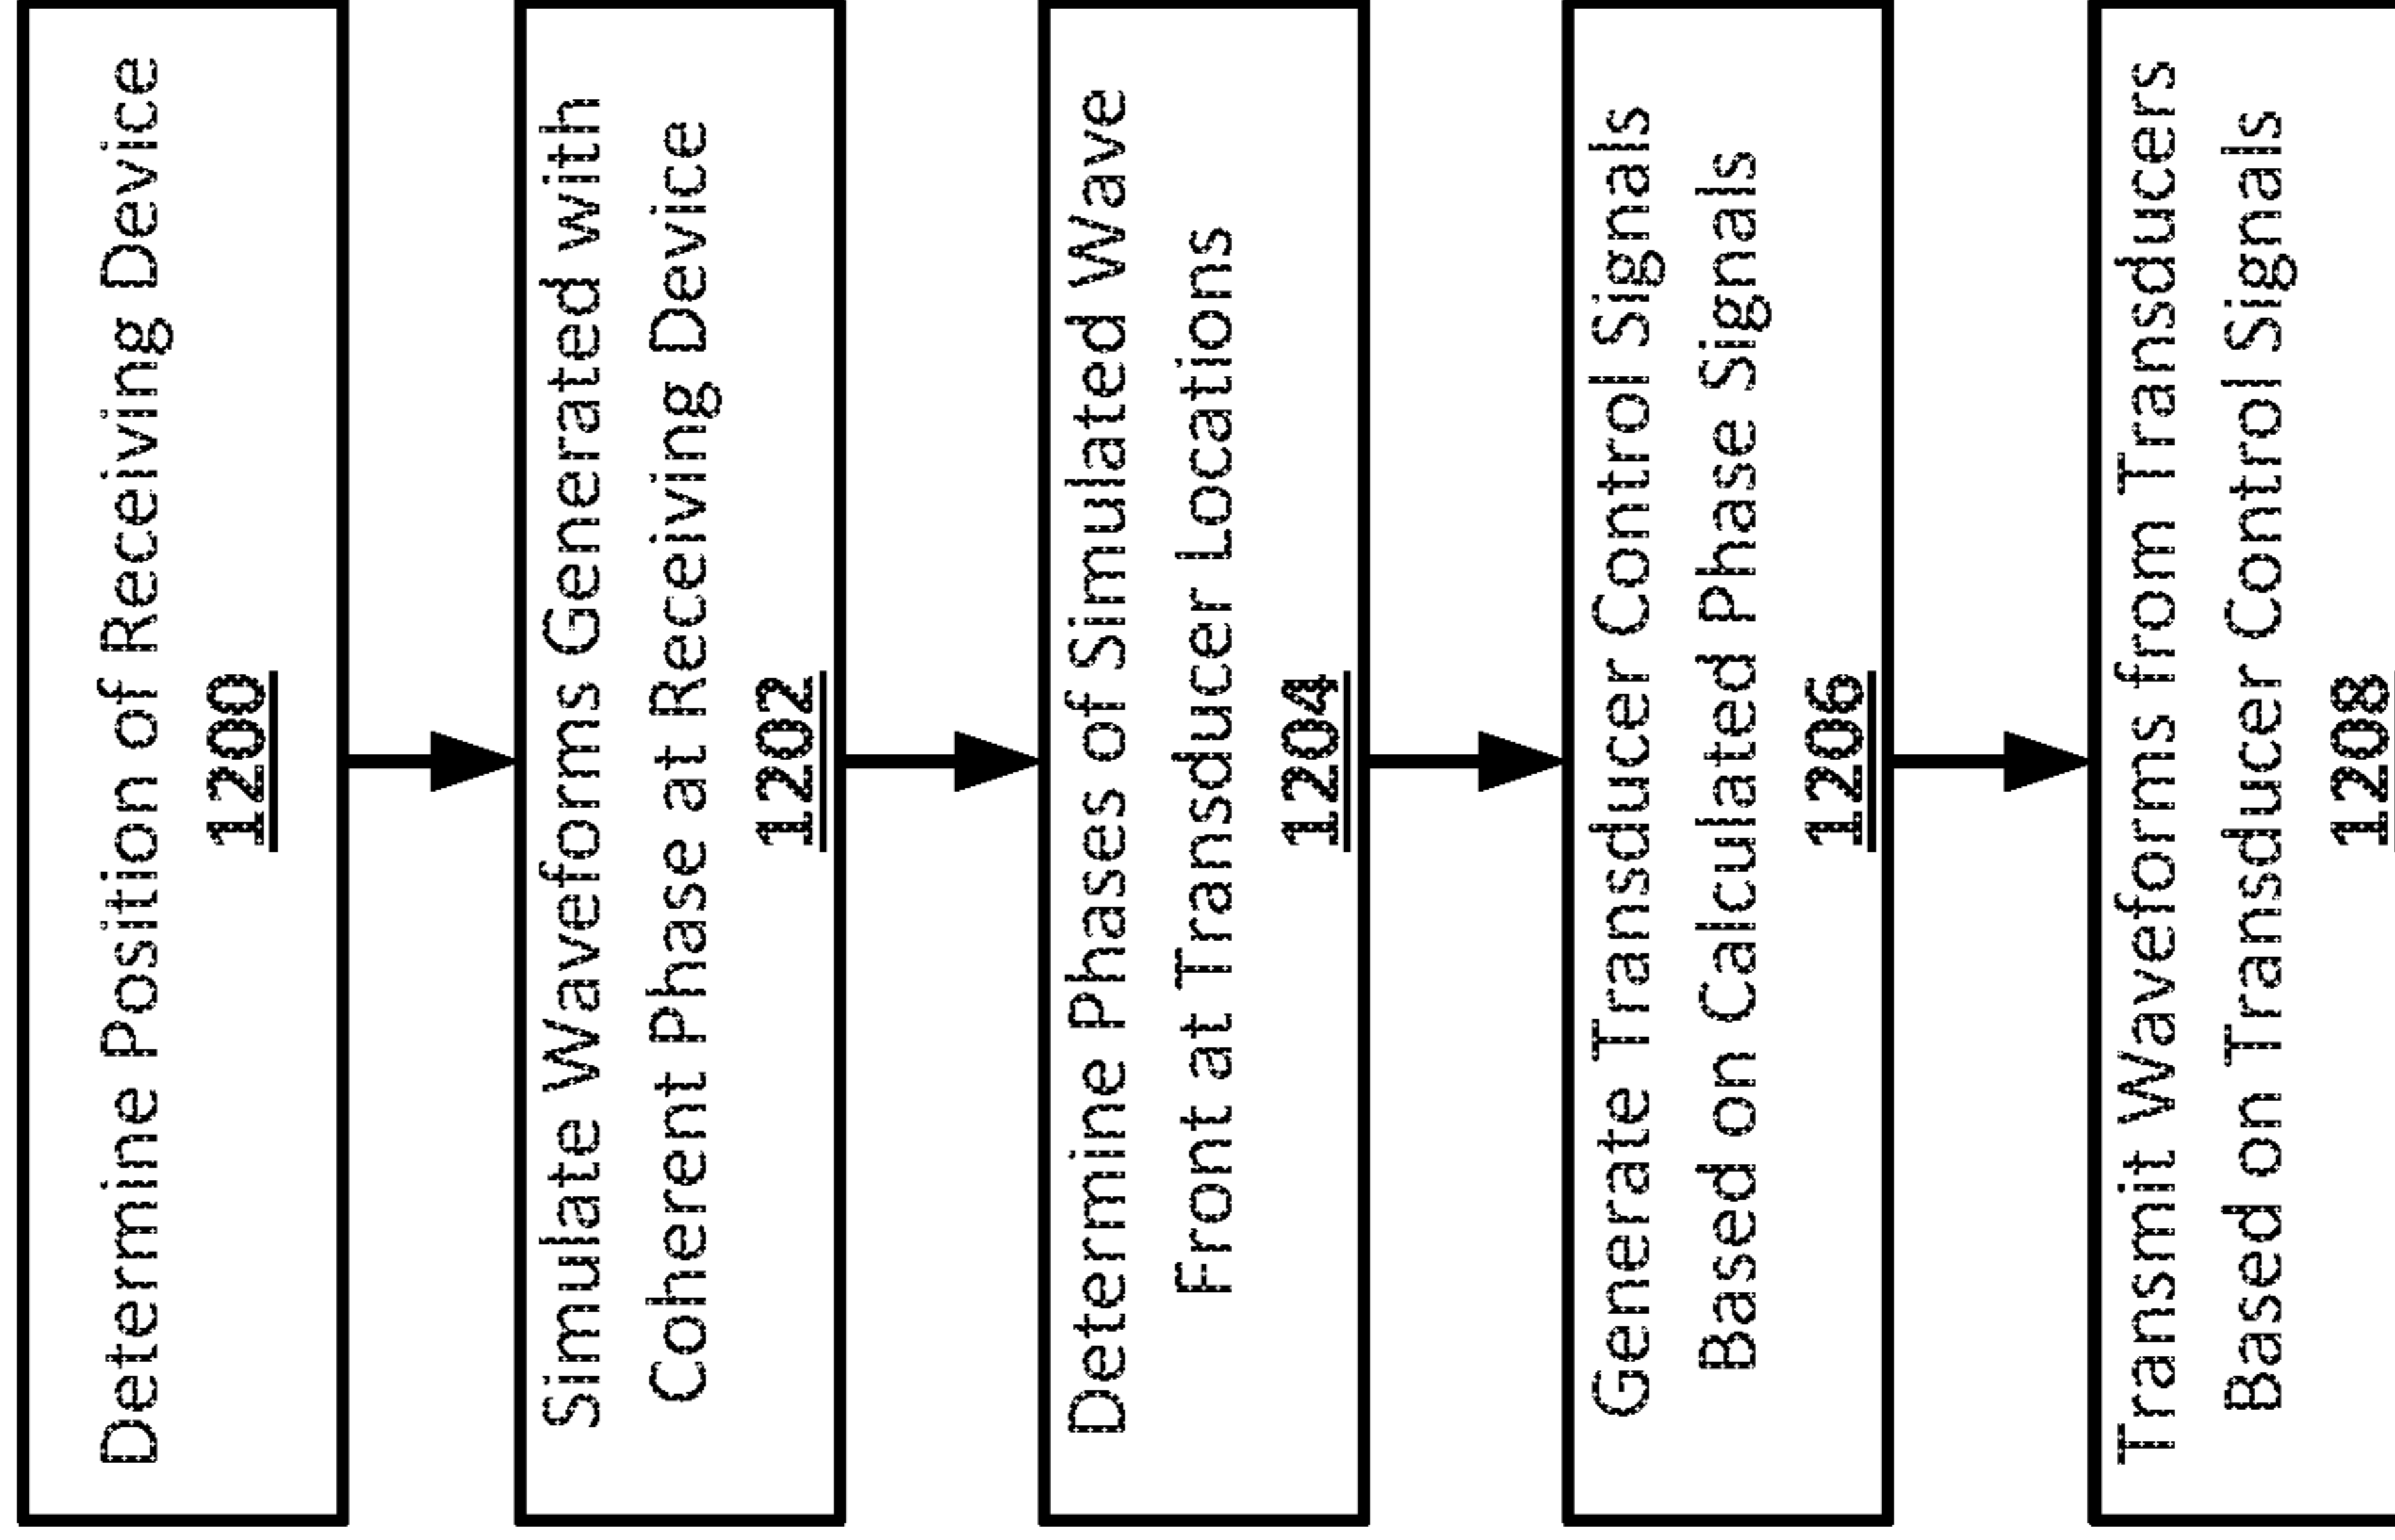 Determine Position of Receiving Device
1200
Simulate Waveforms Generated with
Coherent Phase at Receiving Device
1202
Determine Phases of Simulated Wave
Front at Transducer Locations
1204
Generate Transducer Control Signals
Based on Calculated Phase Signals
1206
Transmit Waveforms from Transducers
Based on Transducer Control Signals
1208